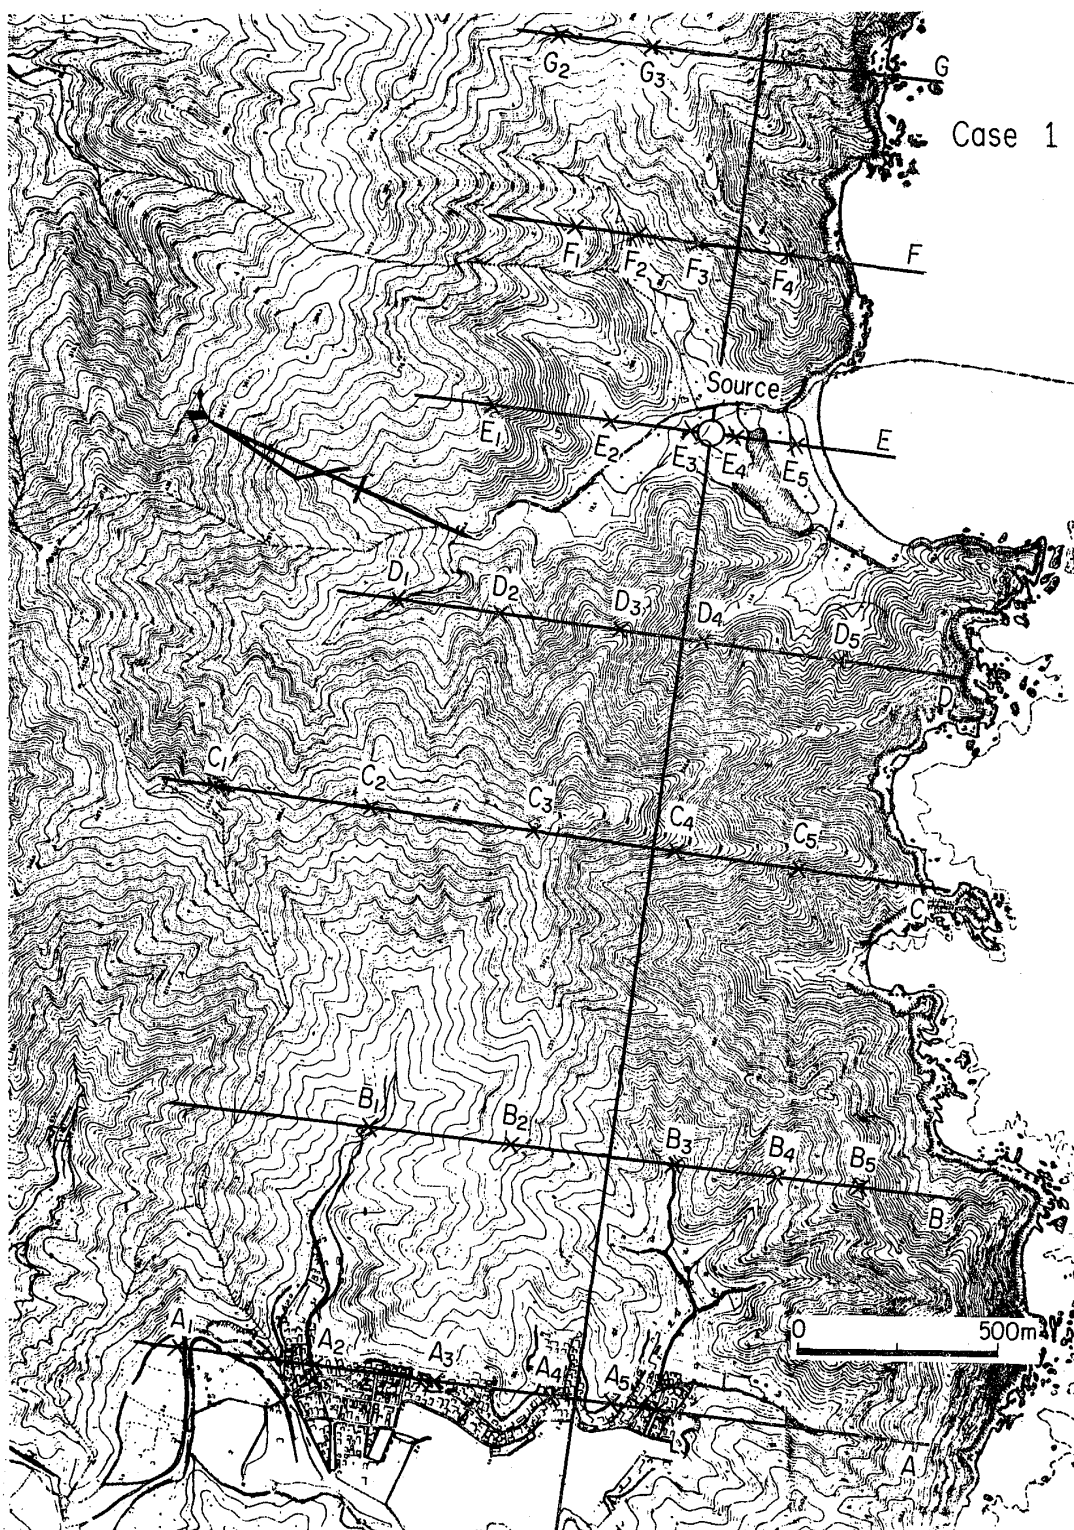 G₂ G₃ G
Case 1
F₁ F₂ F₃ F₄ F
Source
E₁ E₂ E₃ E₄ E₅ E
D₁ D₂ D₃ D₄ D₅ D
C₁ C₂ C₃ C₄ C₅ C
B₁ B₂ B₃ B₄ B₅ B
0 500m
A₁ A₂ A₃ A₄ A₅ A